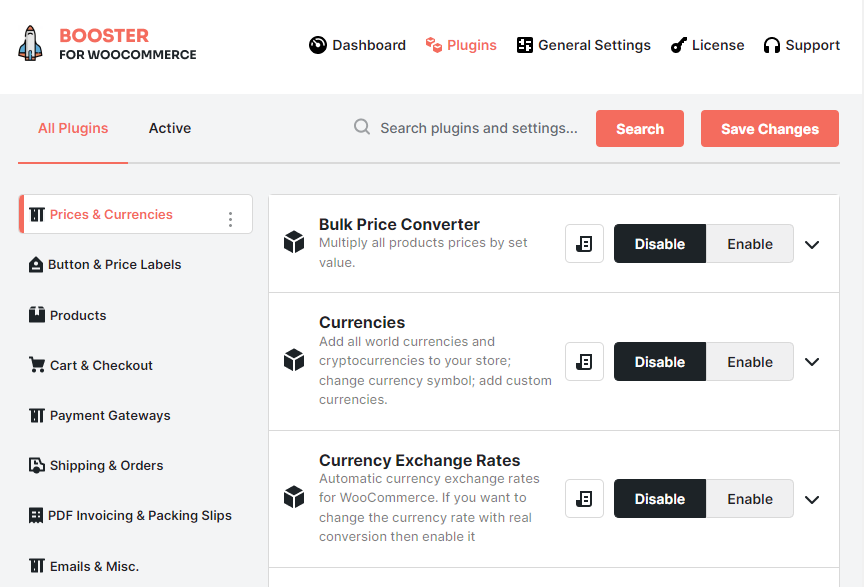 BOOSTER
FOR WOOCOMMERCE
Dashboard
Plugins
General Settings
License
Support
All Plugins
Active
Search plugins and settings...
Search
Save Changes
Prices & Currencies
Button & Price Labels
Products
Cart & Checkout
Payment Gateways
Shipping & Orders
PDF Invoicing & Packing Slips
Emails & Misc.
Bulk Price Converter
Multiply all products prices by set
value.
Disable
Enable
Currencies
Add all world currencies and
cryptocurrencies to your store;
change currency symbol; add custom
currencies.
Disable
Enable
Currency Exchange Rates
Automatic currency exchange rates
for WooCommerce. If you want to
change the currency rate with real
conversion then enable it
Disable
Enable